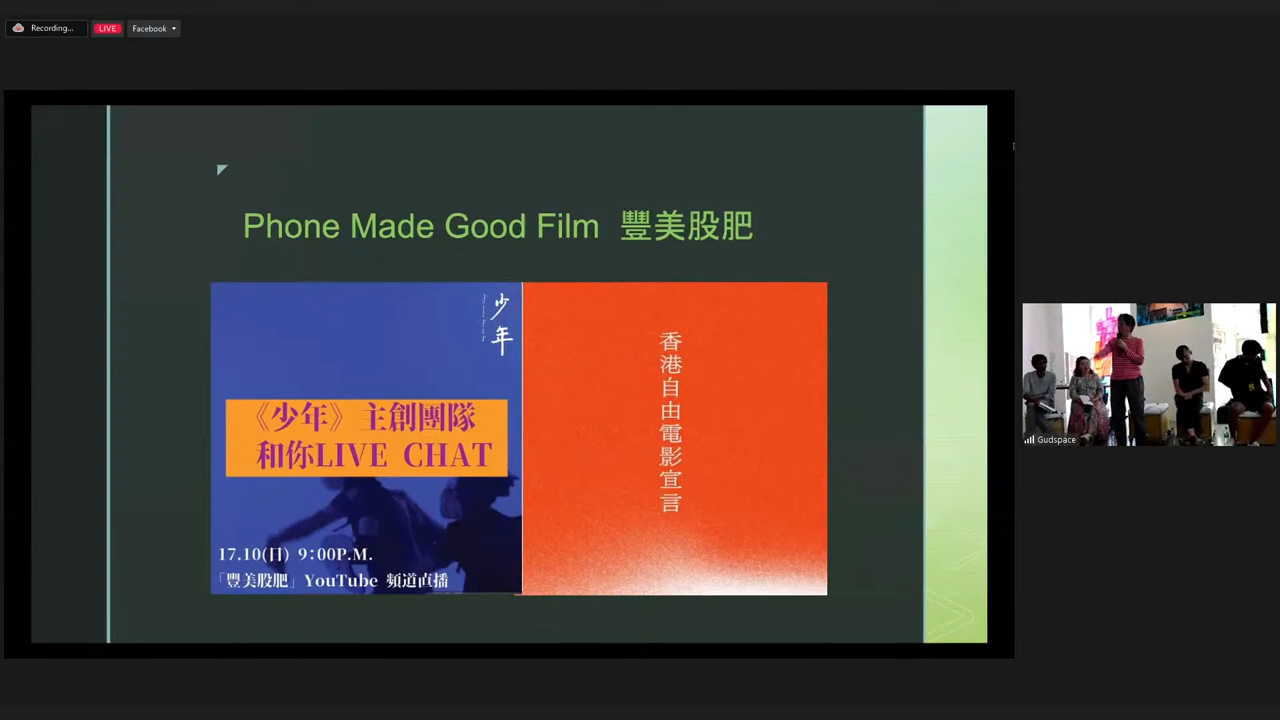 Recording...
LIVE
Facebook
Phone Made Good Film 豐美股肥
少年
《少年》主創團隊
和你LIVE CHAT
17.10(日) 9:00P.M.
「豐美股肥」YouTube 頻道直播
香港自由電影宣言
Gudspace